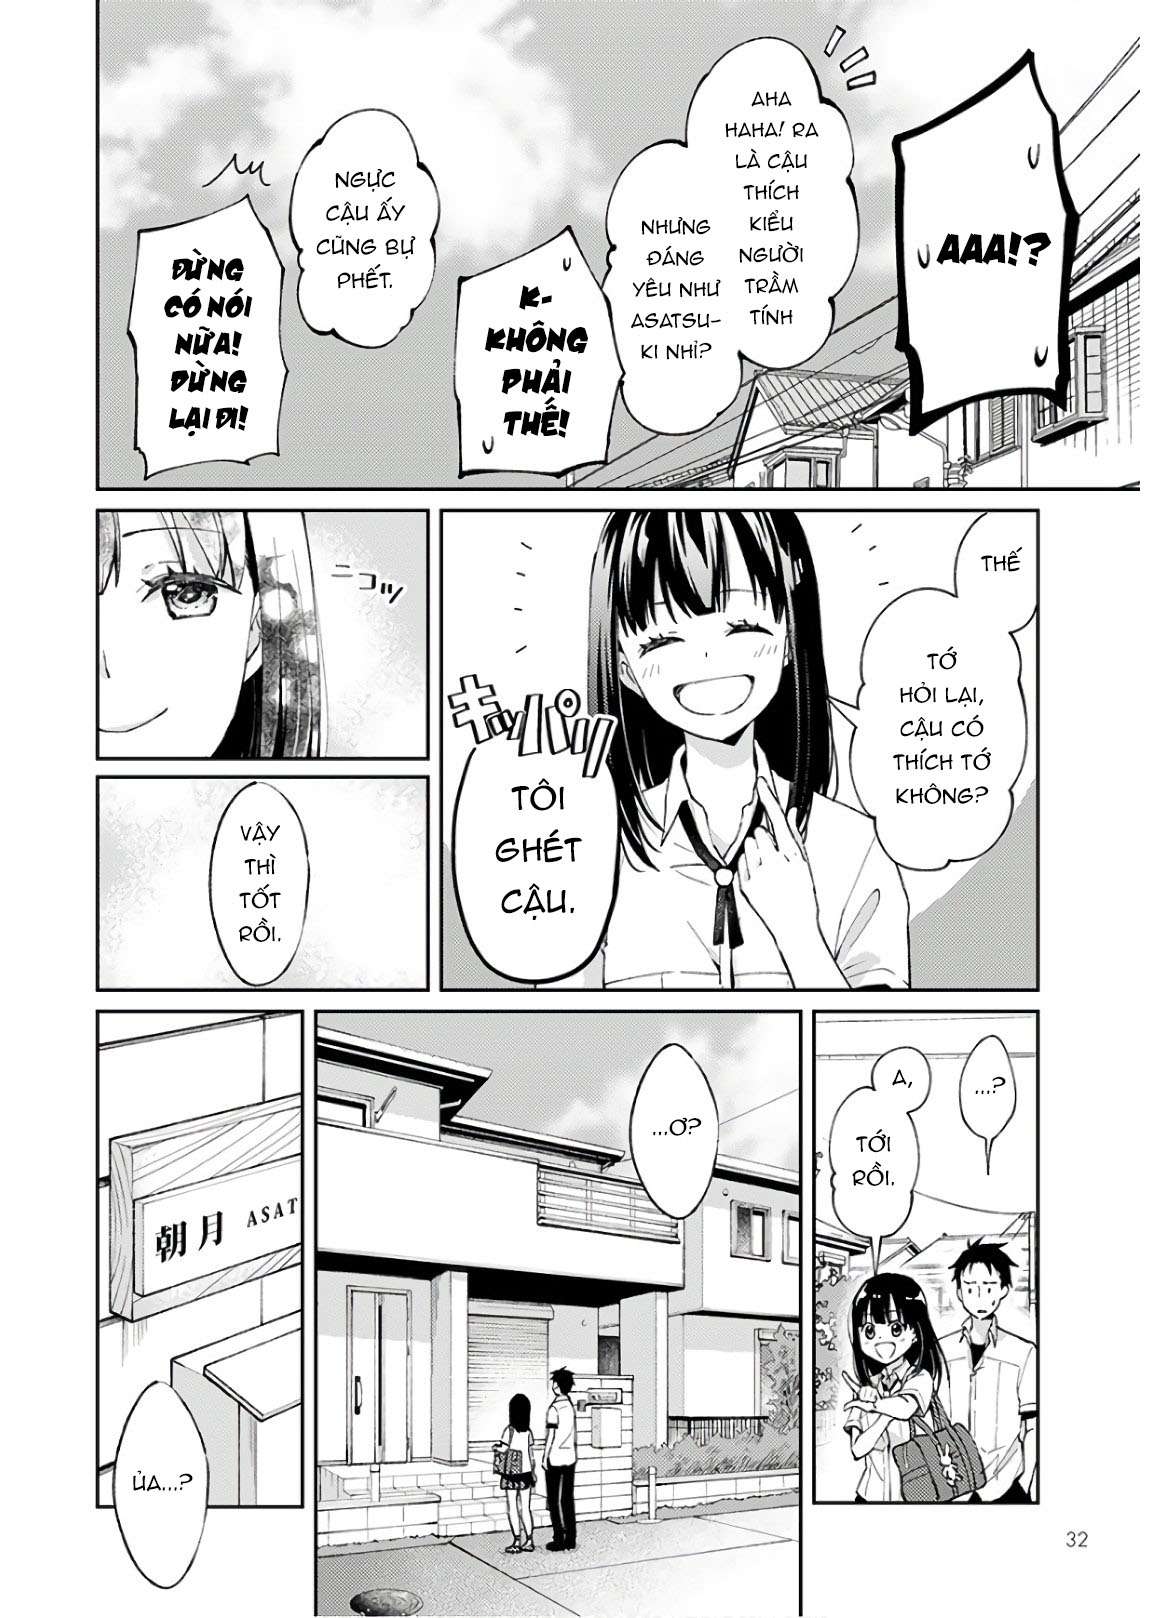 AAA!?
AHA
HAHA! RA
LÀ CẬU
THÍCH
KIỂU
NGƯỜI
TRẦM
TÍNH
NHƯNG
ĐÁNG
YÊU NHƯ
ASATSU-
KI NHỈ?
K-
KHÔNG
PHẢI
THẾ!
NGỰC
CẬU ẤY
CŨNG BỰ
PHẾT.
ĐỪNG
CÓ NÓI
NỮA!
ĐỪNG
LẠI ĐI!
THẾ
TỚ
HỎI LẠI,
CẬU CÓ
THÍCH TỚ
KHÔNG?
キッパリ
TÔI
GHÉT
CẬU.
ニコッ
VẬY
THÌ
TỐT
RỒI.
...?
A,
TỚI
RỒI.
...Ơ?
朝月 ASAT
ỦA...?
32